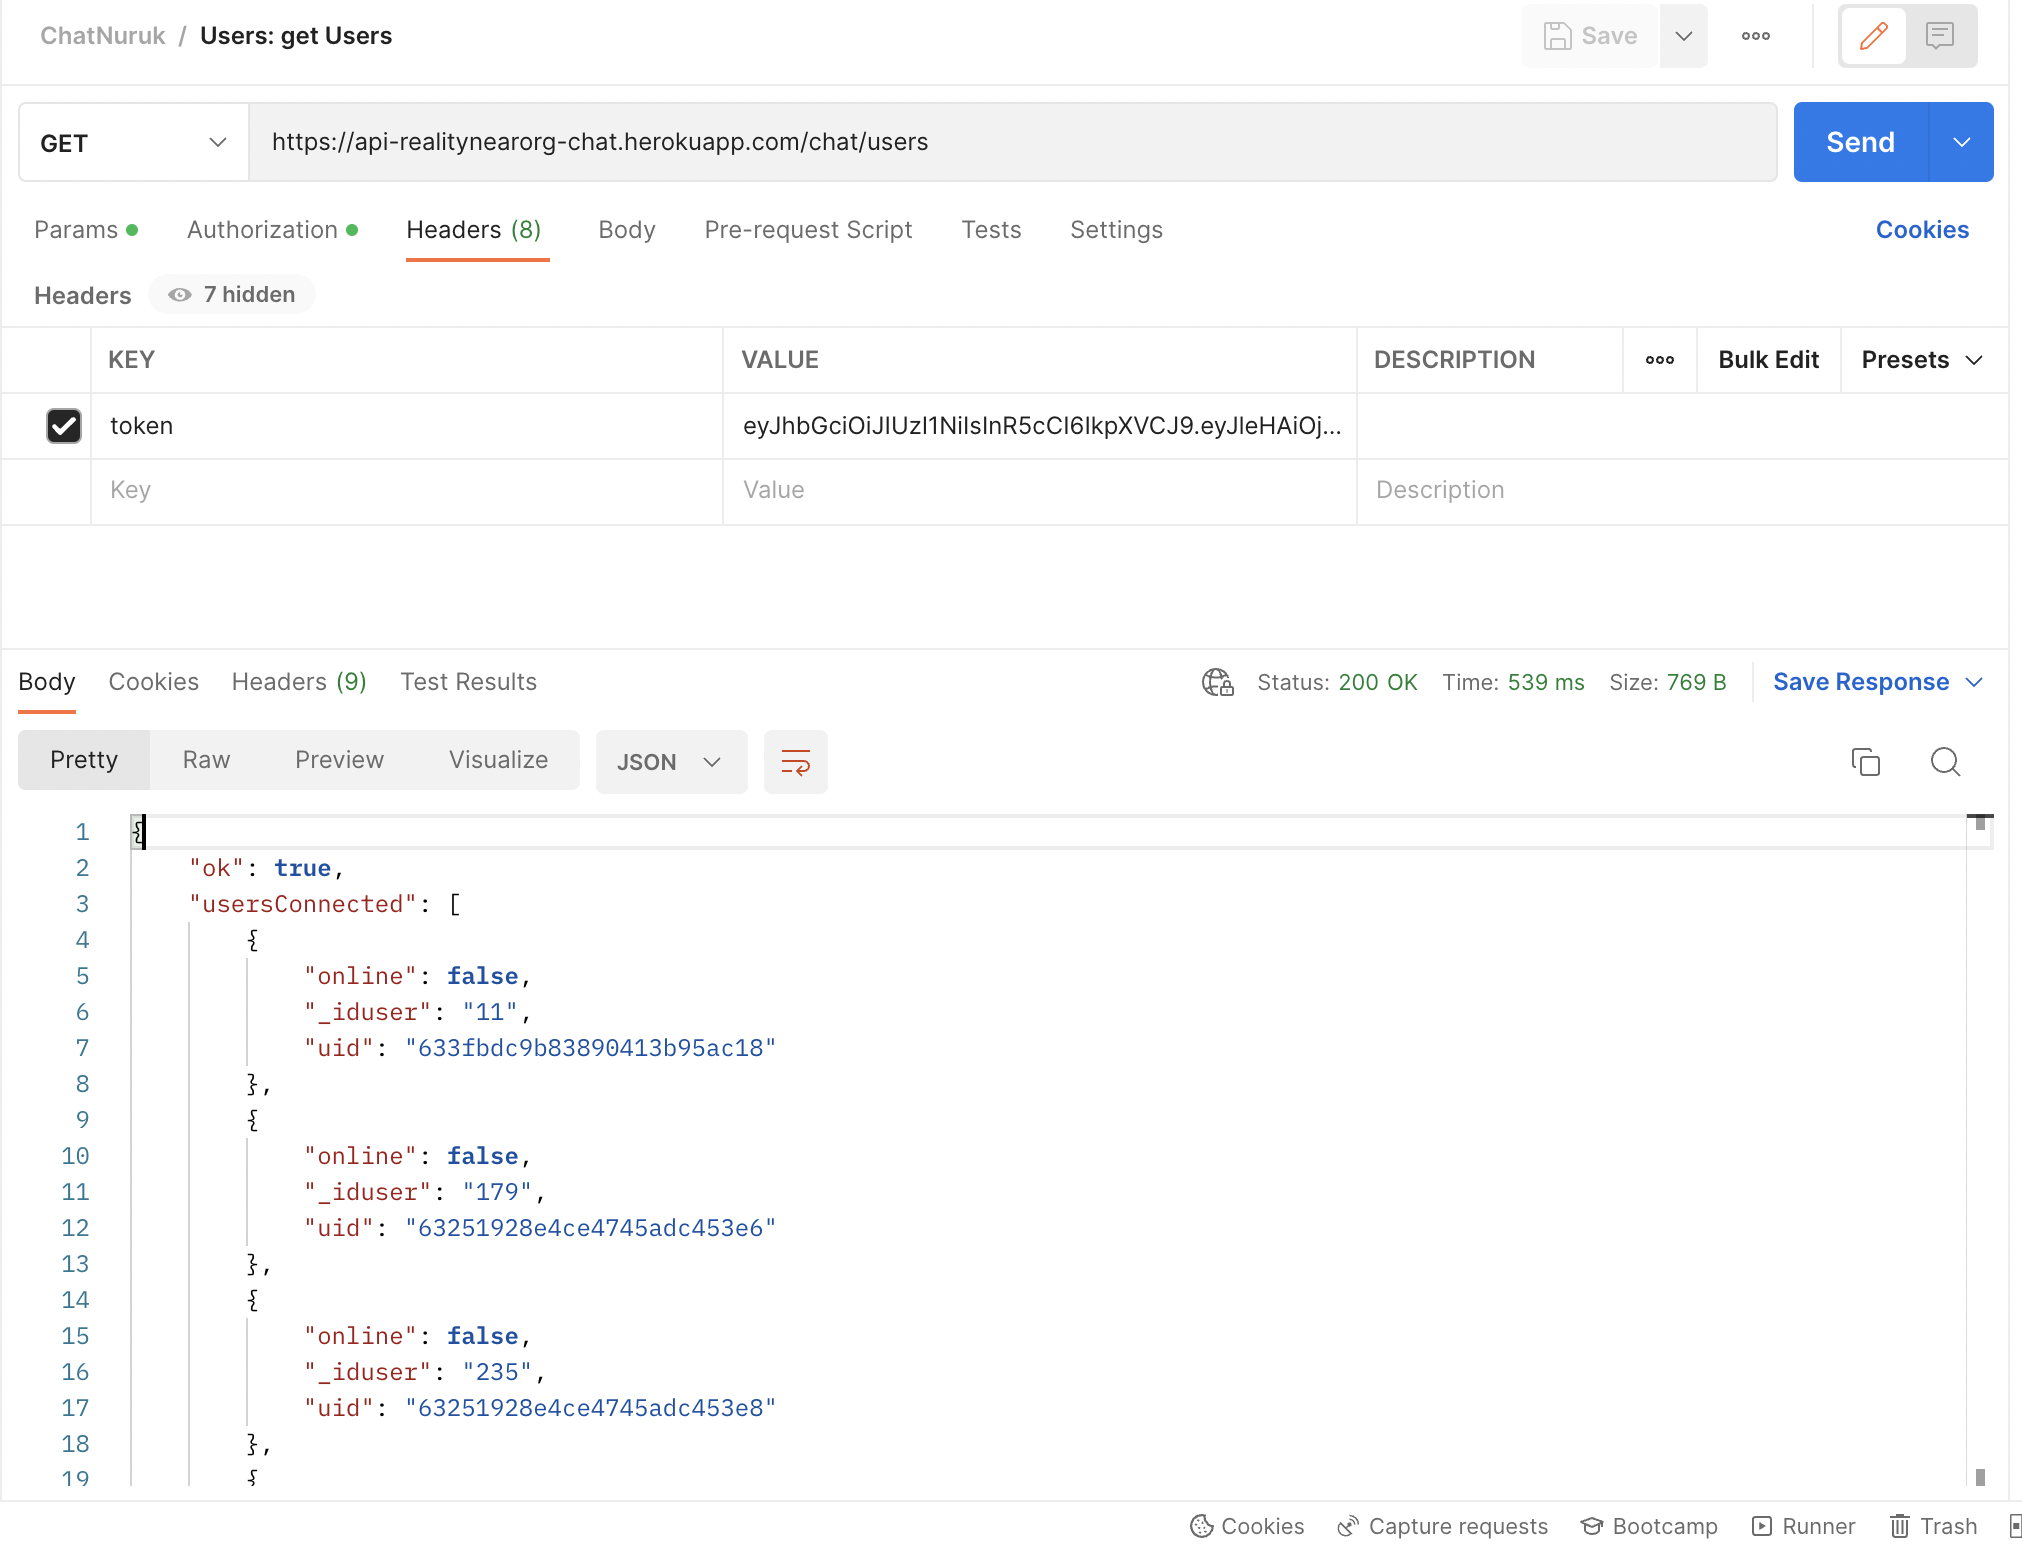 ChatNuruk / Users: get Users
Save
GET https://api-realitynearorg-chat.herokuapp.com/chat/users Send
Params Authorization Headers (8) Body Pre-request Script Tests Settings Cookies
Headers 7 hidden
KEY VALUE DESCRIPTION Bulk Edit Presets
token eyJhbGciOiJIUzI1NiIsInR5cCI6IkpXVCJ9.eyJleHAiOj...
Key Value Description
Body Cookies Headers (9) Test Results Status: 200 OK Time: 539 ms Size: 769 B Save Response
Pretty Raw Preview Visualize JSON
1 {
2 "ok": true,
3 "usersConnected": [
4 {
5 "online": false,
6 "_iduser": "11",
7 "uid": "633fbdc9b83890413b95ac18"
8 },
9 {
10 "online": false,
11 "_iduser": "179",
12 "uid": "63251928e4ce4745adc453e6"
13 },
14 {
15 "online": false,
16 "_iduser": "235",
17 "uid": "63251928e4ce4745adc453e8"
18 },
19 {
Cookies Capture requests Bootcamp Runner Trash